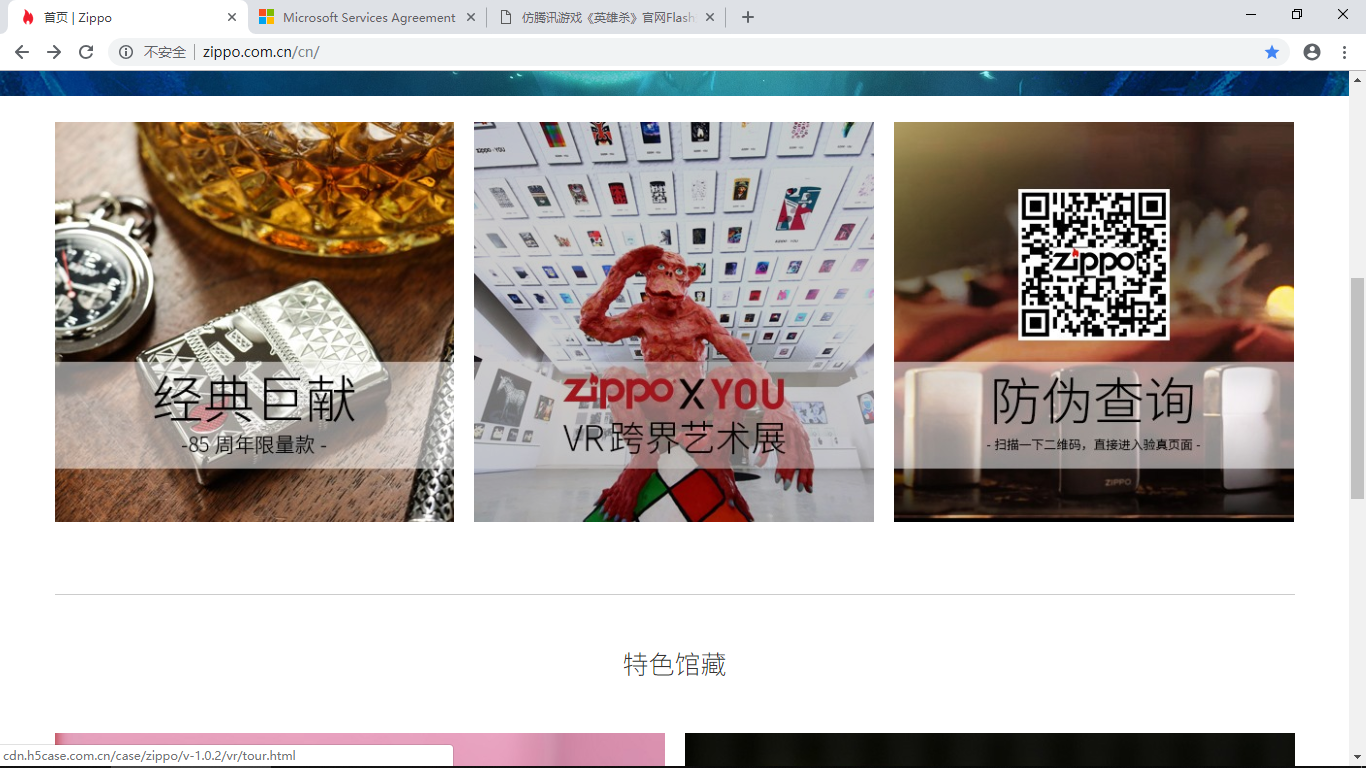 首页 | Zippo
Microsoft Services Agreement
仿腾讯游戏《英雄杀》官网Flash
不安全
zippo.com.cn/cn/
经典巨献
-85 周年限量款 -
zippo X YOU
zippo X YOU
VR 跨界艺术展
zippo
防伪查询
- 扫描一下二维码，直接进入验真页面 -
ZIPPO
特色馆藏
cdn.h5case.com.cn/case/zippo/v-1.0.2/vr/tour.html